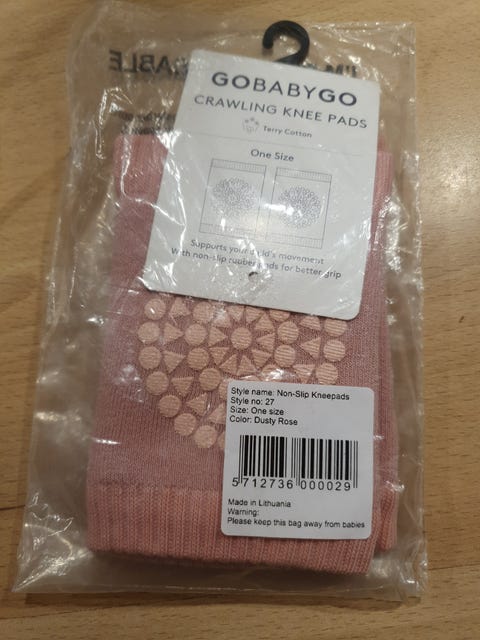 GOBABYGO
CRAWLING KNEE PADS
Terry Cotton
One Size
Supports your child's movement
With non-slip rubber pads for better grip
Style name: Non-Slip Kneepads
Style no: 27
Size: One size
Color: Dusty Rose
5 712736 000029
Made in Lithuania
Warning:
Please keep this bag away from babies